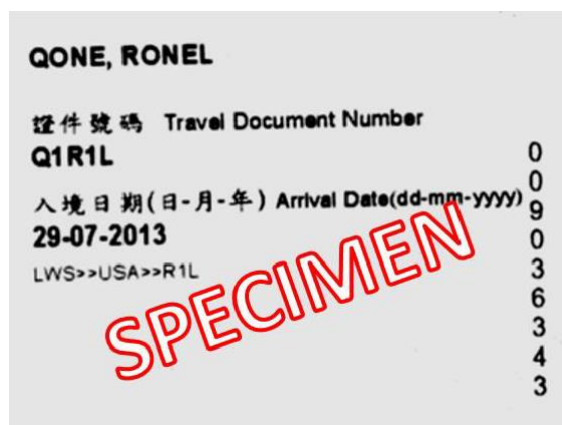 QONE, RONEL
證件號碼 Travel Document Number
Q1R1L
入境日期(日-月-年) Arrival Date(dd-mm-yyyy)
29-07-2013
LWS>>USA>>R1L
SPECIMEN
009036343